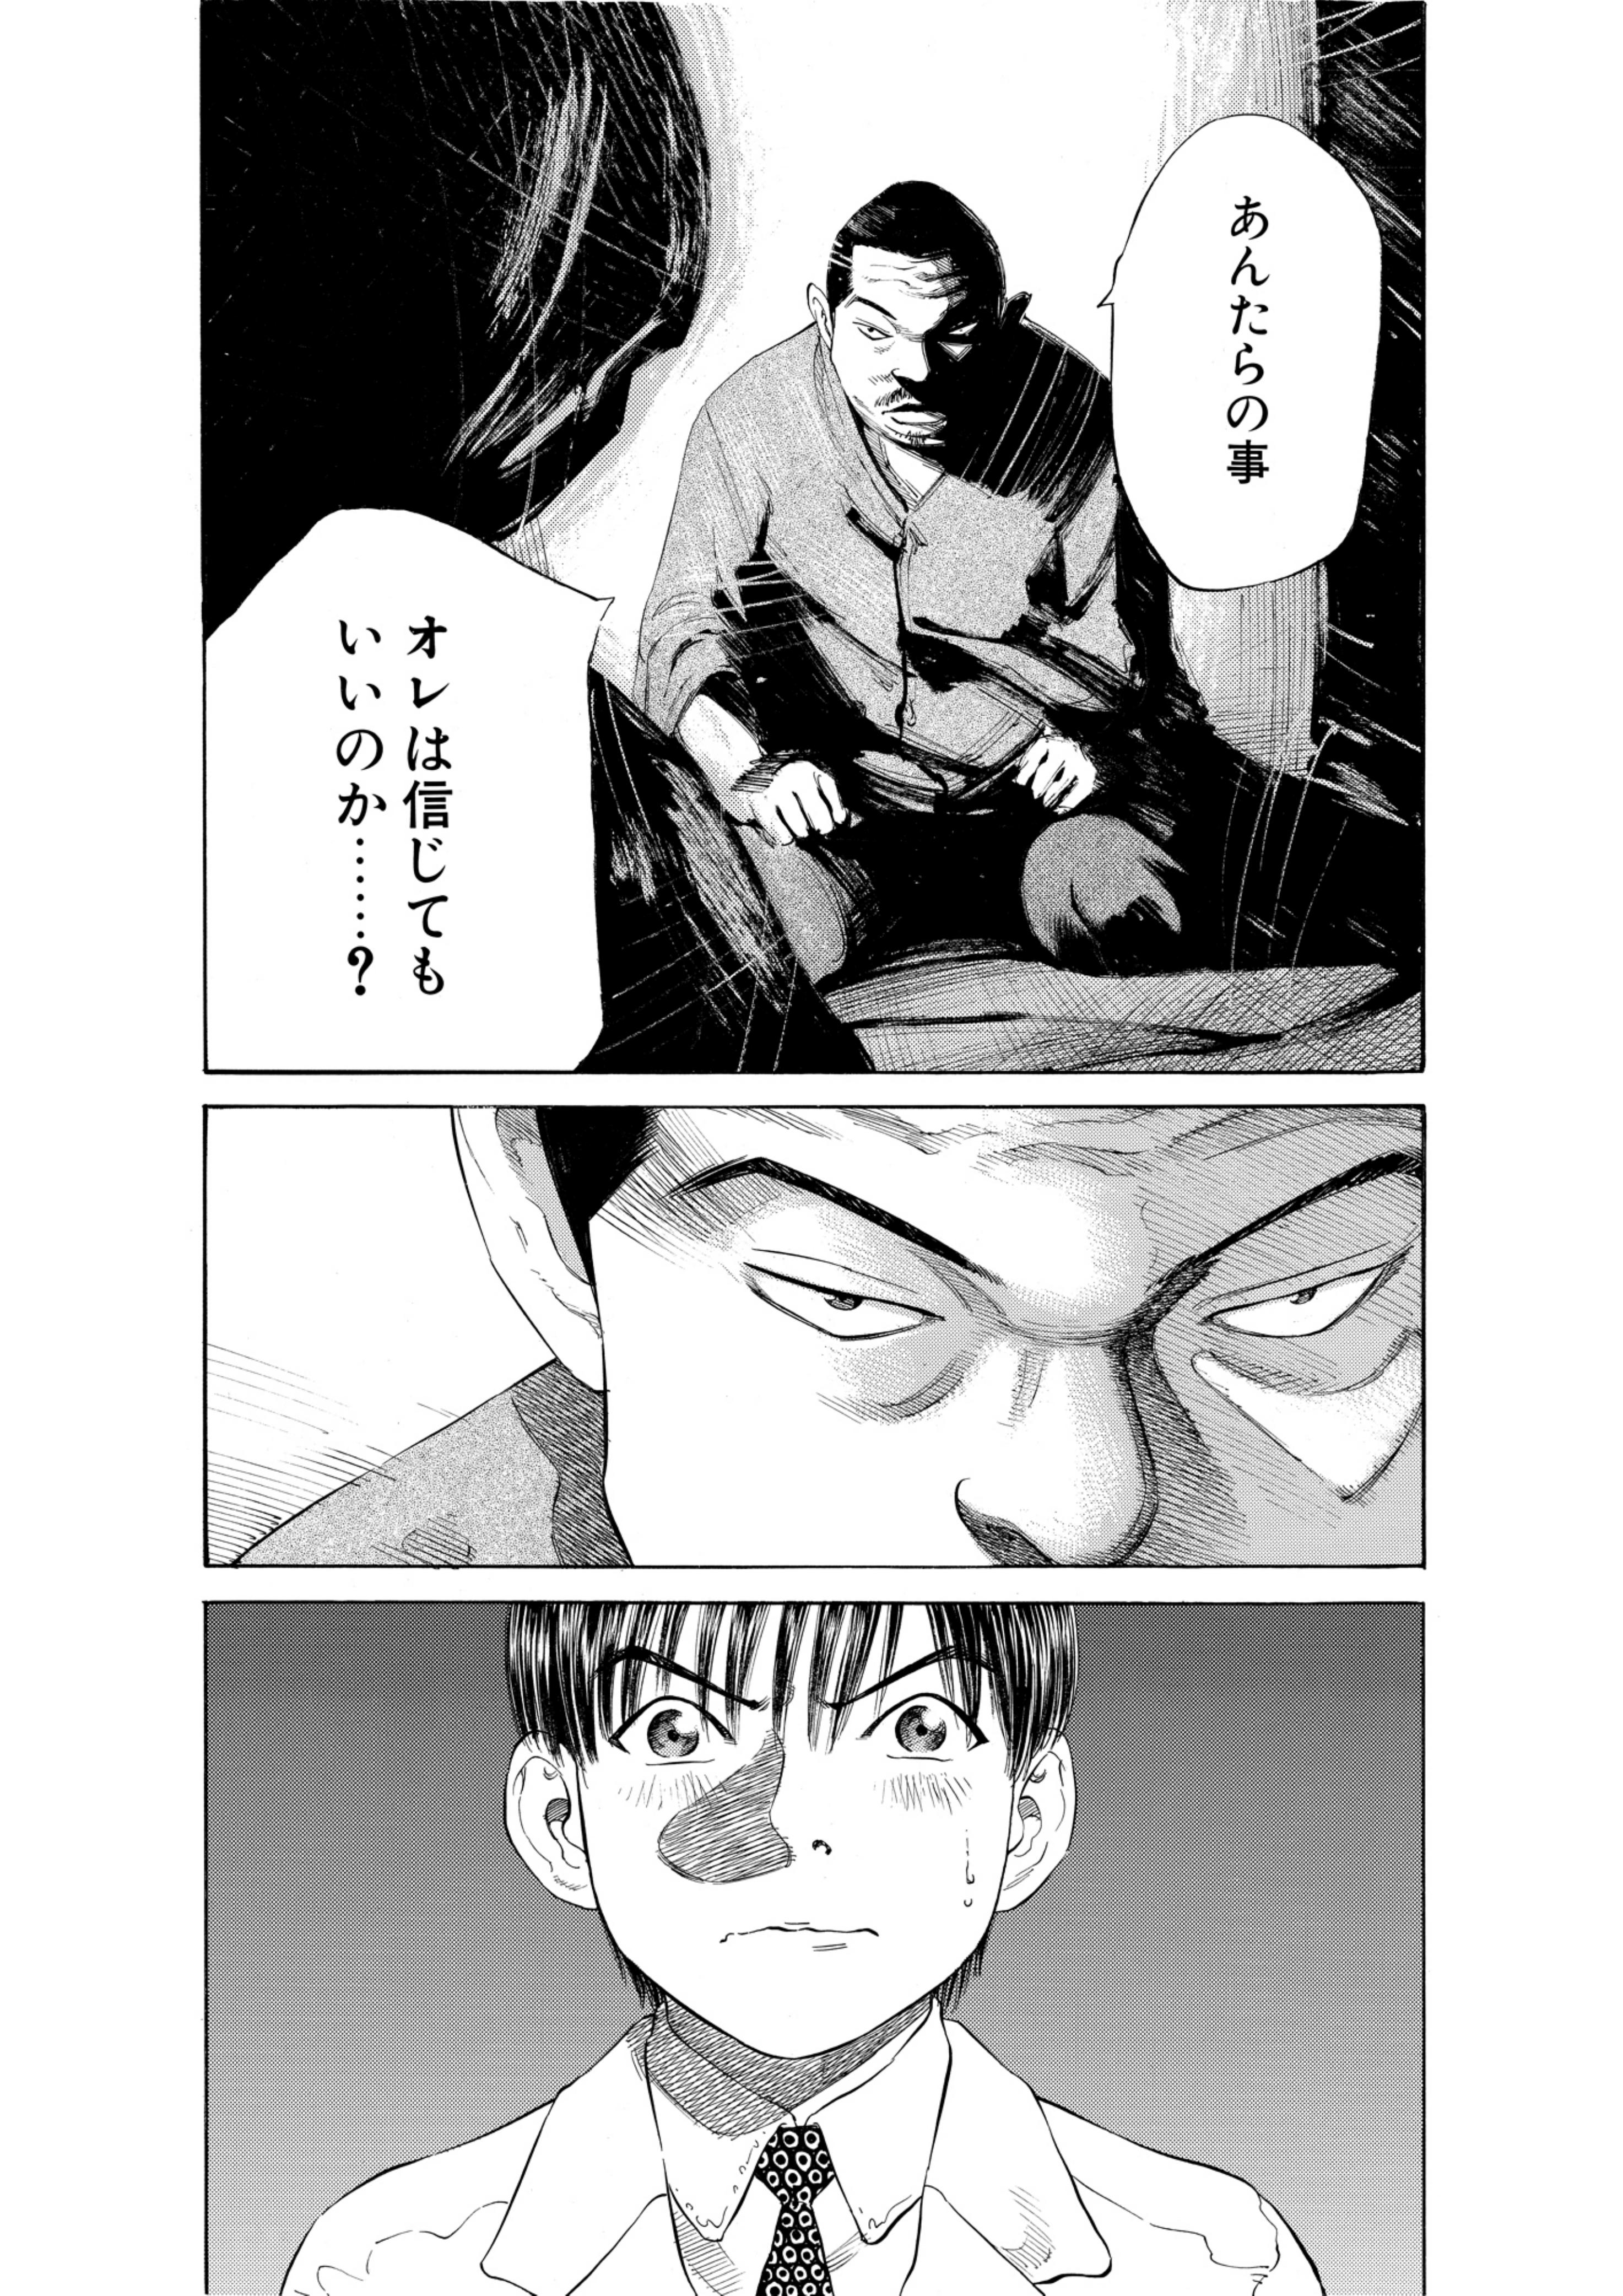 あんたらの事
オレは信じても
いいのか………?